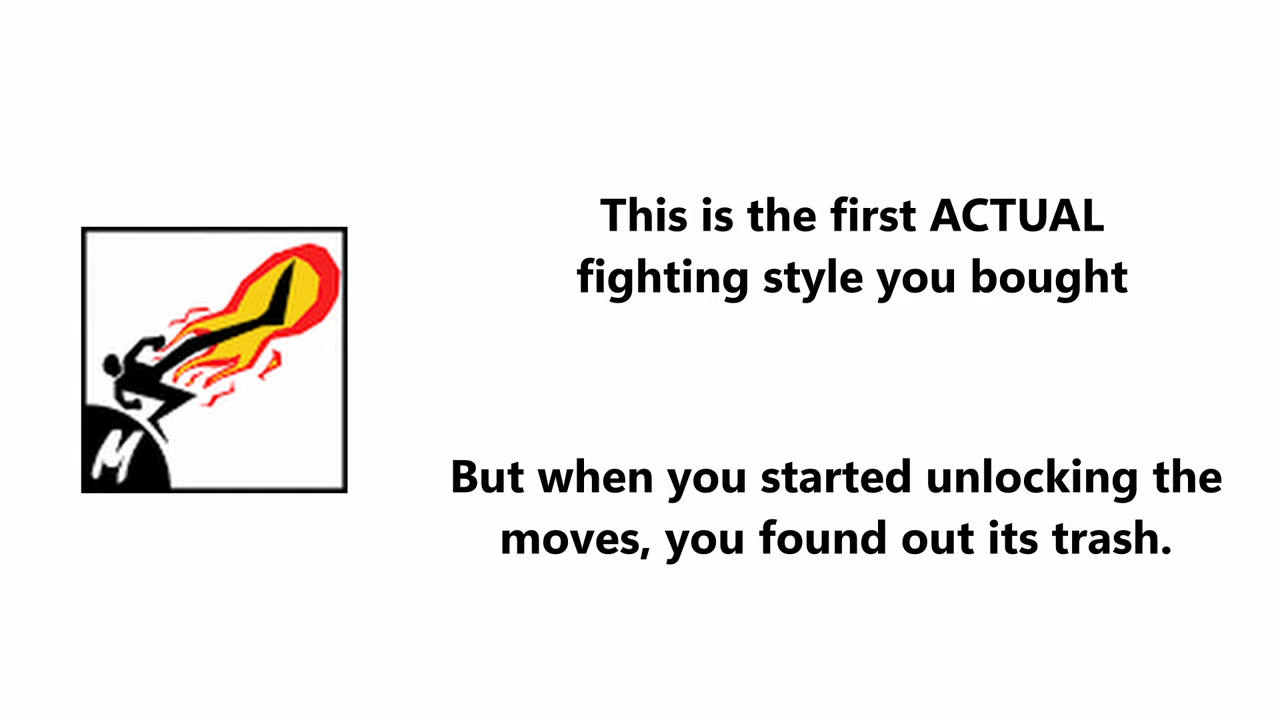 This is the first ACTUAL
fighting style you bought
But when you started unlocking the
moves, you found out its trash.
M